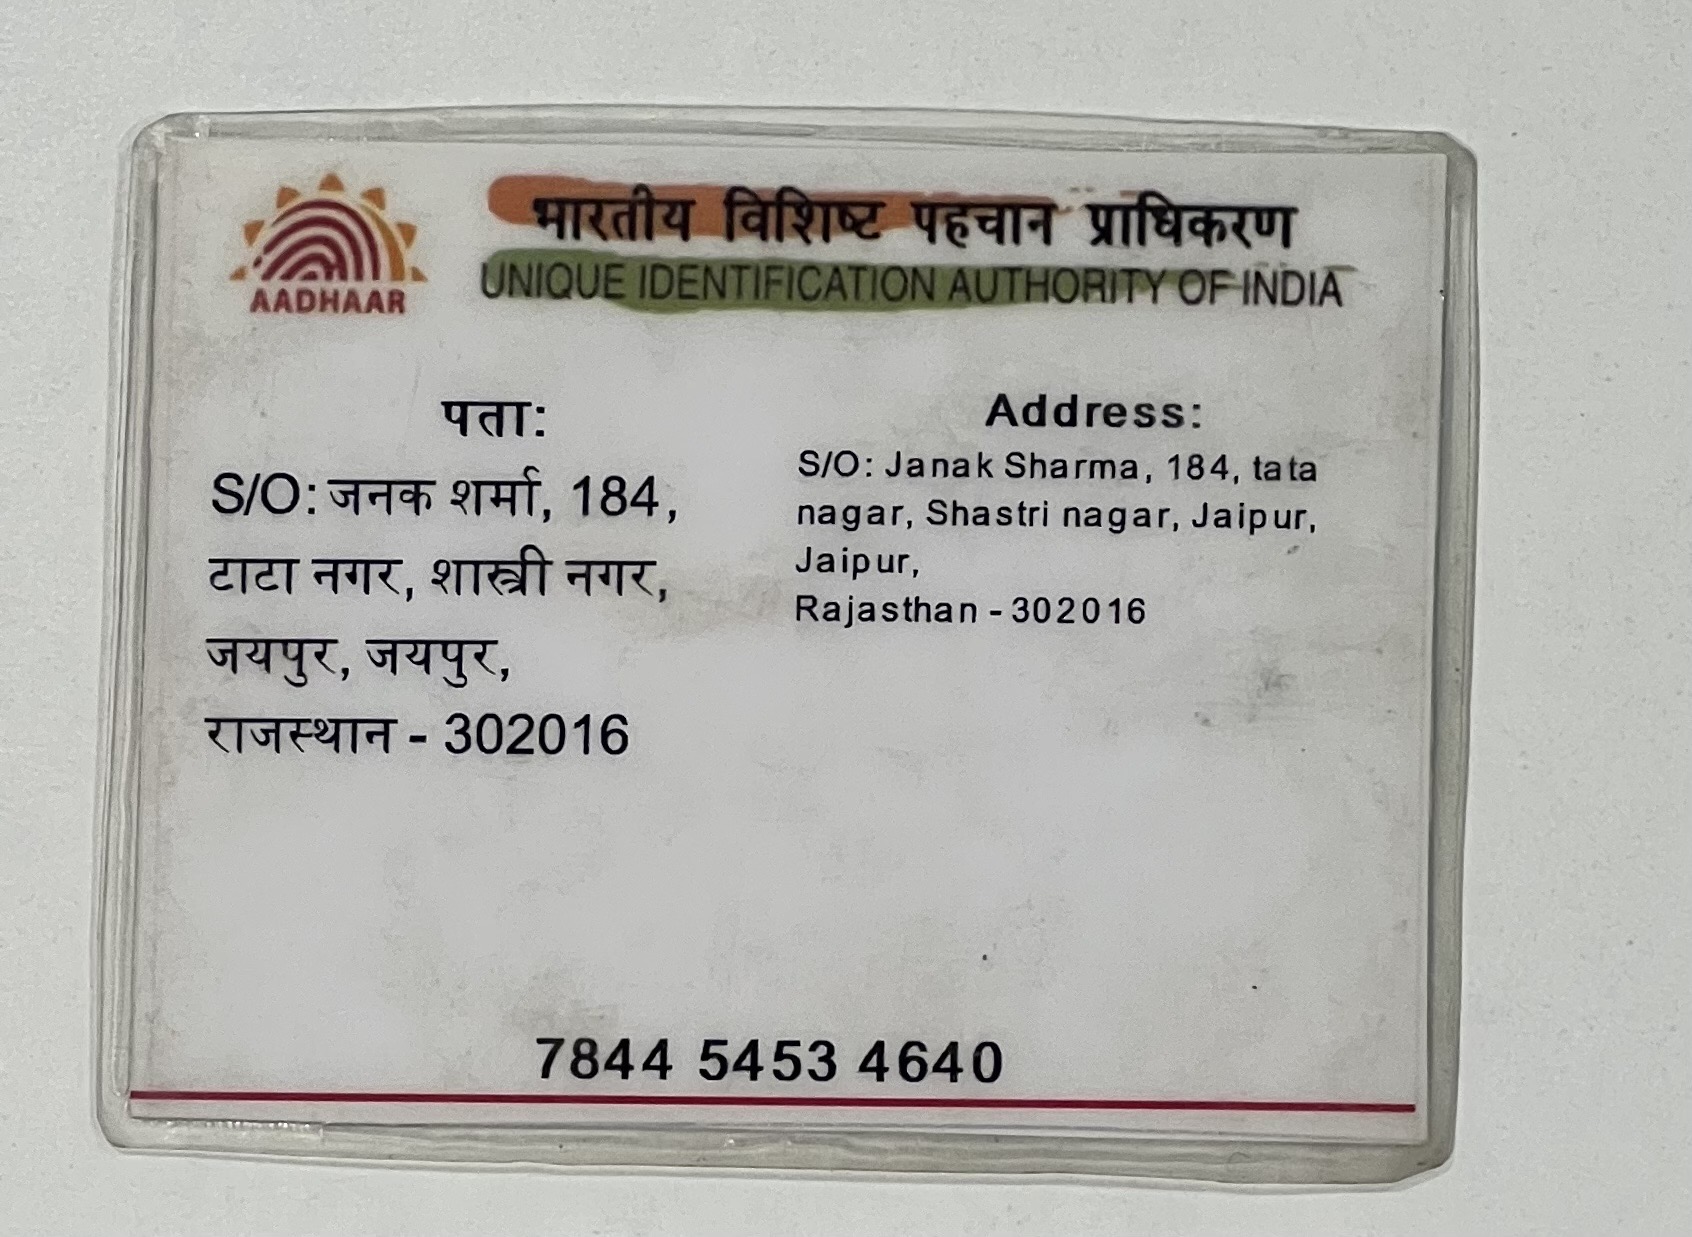 भारतीय विशिष्ट पहचान प्राधिकरण
UNIQUE IDENTIFICATION AUTHORITY OF INDIA
AADHAAR
पता:
S/O: जनक शर्मा, 184,
टाटा नगर, शास्त्री नगर,
जयपुर, जयपुर,
राजस्थान - 302016
Address:
S/O: Janak Sharma, 184, tata
nagar, Shastri nagar, Jaipur,
Jaipur,
Rajasthan - 302016
7844 5453 4640